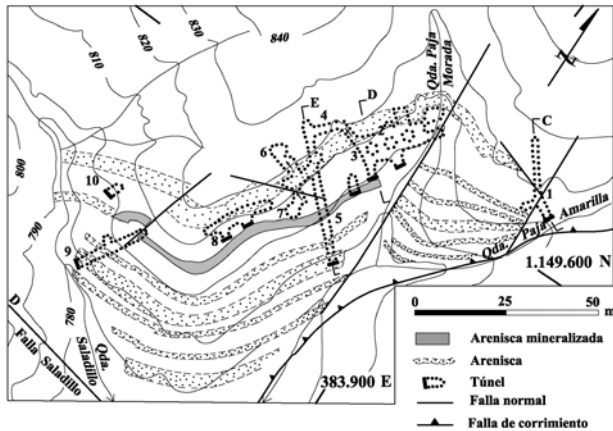 810
820
830
840
Qda. Paja
Morada
Z
E
D
C
4
2
6
3
1
800
10
7
5
8
Amarilla
Qda. Paja
790
9
1.149.600 N
D
780
Falla Saladillo
Qda.
Saladillo
383.900 E
0 25 50 m
Arenisca mineralizada
Arenisca
Túnel
Falla normal
Falla de corrimiento